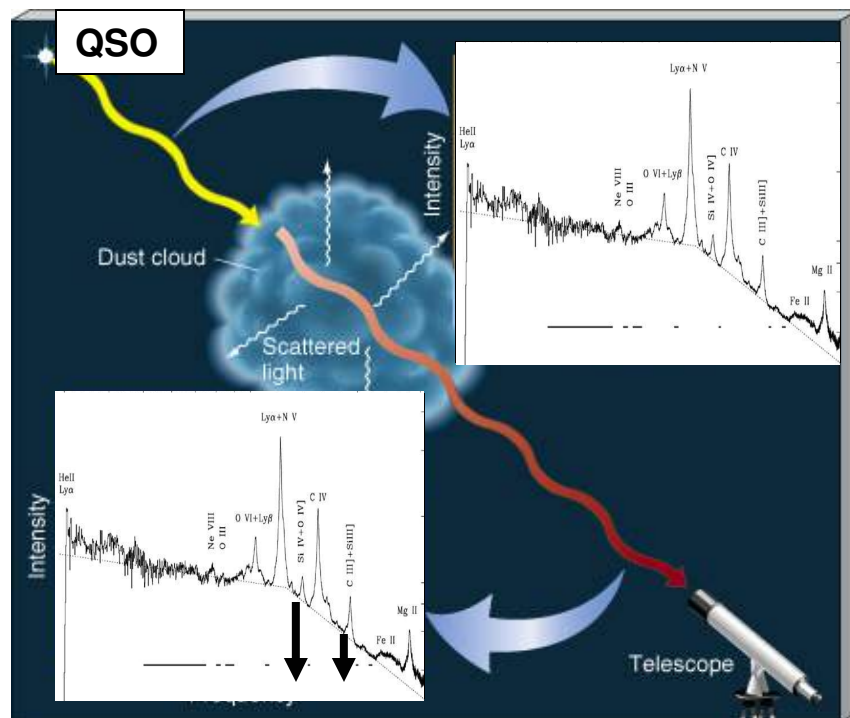 QSO
Intensity
HeII
Lyα
Ne VIII
O III
O VI+Lyβ
Lyα+N V
Si IV+O IV]
C IV
C III]+SiIII]
Fe II
Mg II
Dust cloud
Scattered
light
Intensity
HeII
Lyα
Ne VIII
O III
O VI+Lyβ
Lyα+N V
Si IV+O IV]
C IV
C III]+SiIII]
Fe II
Mg II
Telescope